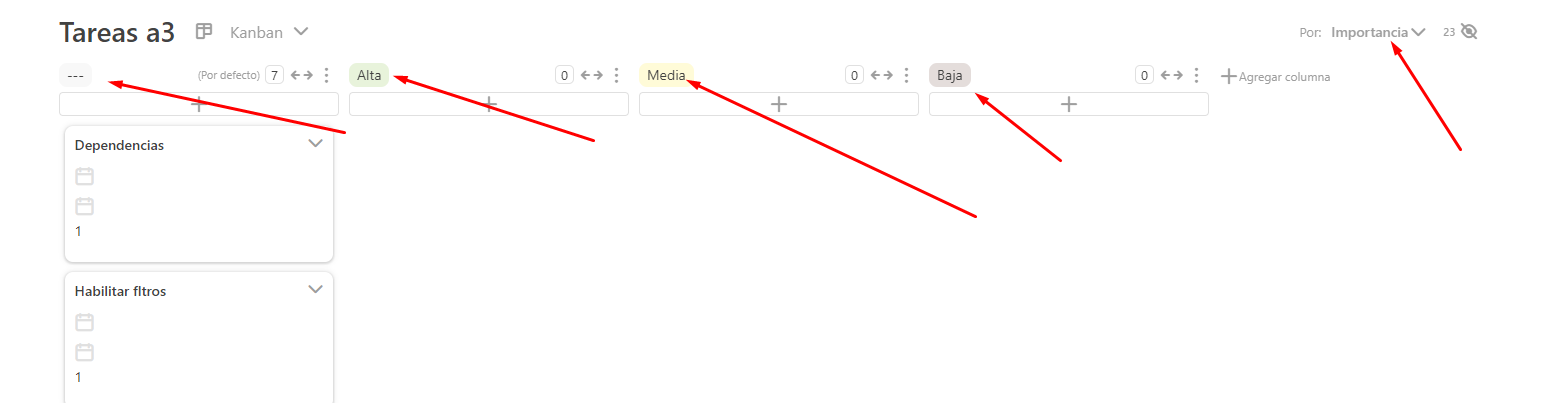 Tareas a3 Kanban Por: Importancia 23
--- (Por defecto) 7 Alta 0 Media 0 Baja 0 Agregar columna
Dependencias
1
Habilitar fltros
1